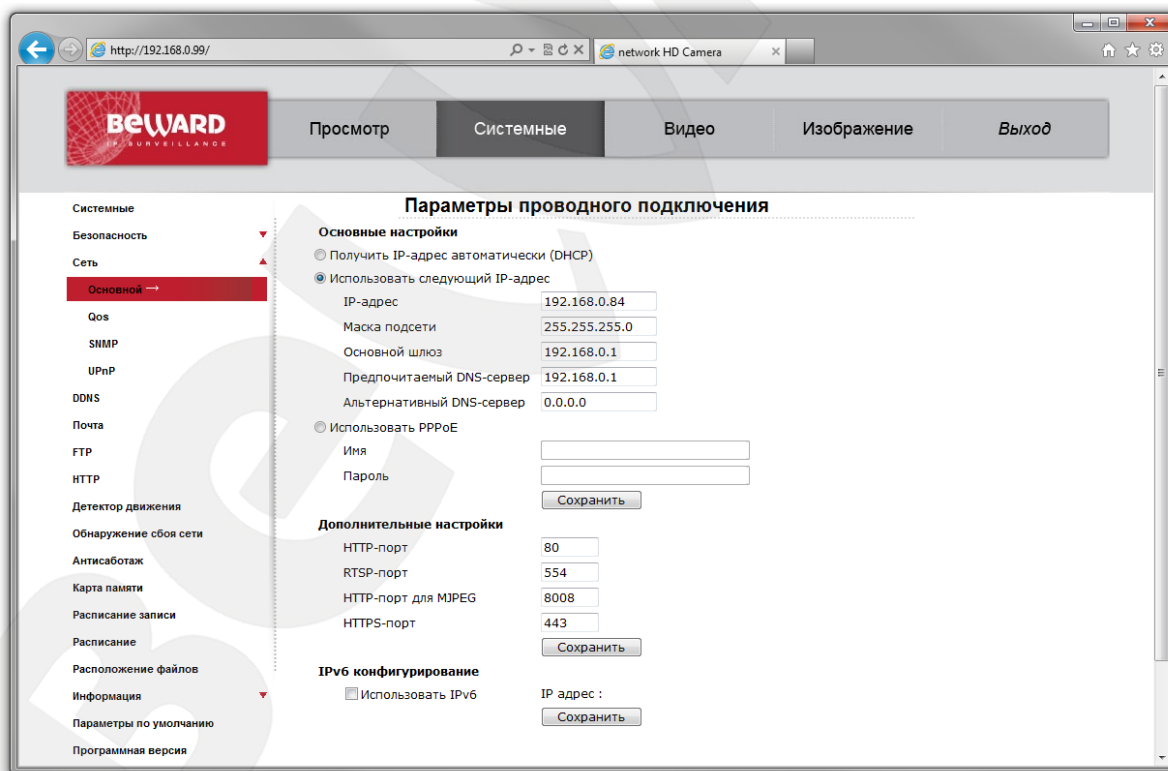 http://192.168.0.99/
network HD Camera
BEWARD
IP SURVEILLANCE
Просмотр
Системные
Видео
Изображение
Выход
Системные
Безопасность
Сеть
Основной →
Qos
SNMP
UPnP
DDNS
Почта
FTP
HTTP
Детектор движения
Обнаружение сбоя сети
Антисаботаж
Карта памяти
Расписание записи
Расписание
Расположение файлов
Информация
Параметры по умолчанию
Программная версия
Параметры проводного подключения
Основные настройки
Получить IP-адрес автоматически (DHCP)
Использовать следующий IP-адрес
IP-адрес 192.168.0.84
Маска подсети 255.255.255.0
Основной шлюз 192.168.0.1
Предпочитаемый DNS-сервер 192.168.0.1
Альтернативный DNS-сервер 0.0.0.0
Использовать PPPoE
Имя
Пароль
Сохранить
Дополнительные настройки
HTTP-порт 80
RTSP-порт 554
HTTP-порт для MJPEG 8008
HTTPS-порт 443
Сохранить
IPv6 конфигурирование
Использовать IPv6 IP адрес :
Сохранить